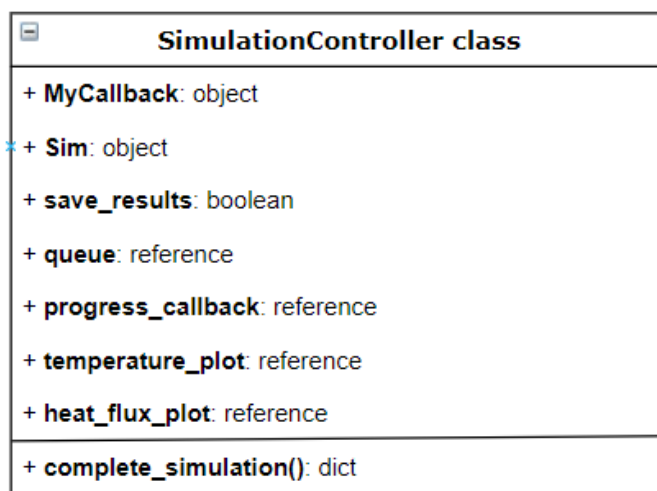 SimulationController class
+ MyCallback: object
+ Sim: object
+ save_results: boolean
+ queue: reference
+ progress_callback: reference
+ temperature_plot: reference
+ heat_flux_plot: reference
+ complete_simulation(): dict